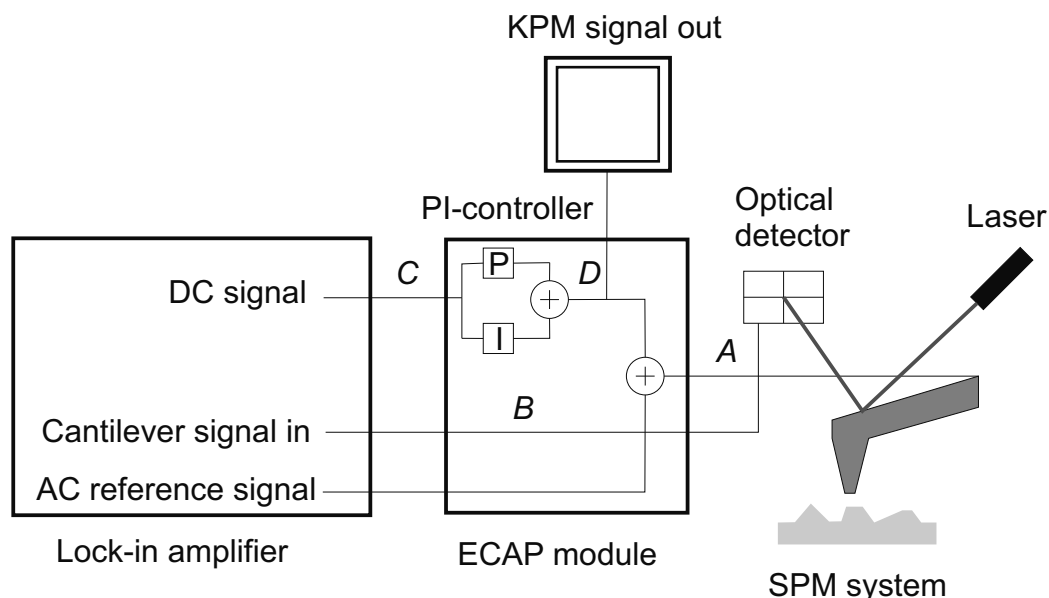 KPM signal out
PI-controller
Optical
detector
Laser
DC signal
C
P
D
I
A
B
Cantilever signal in
AC reference signal
Lock-in amplifier
ECAP module
SPM system